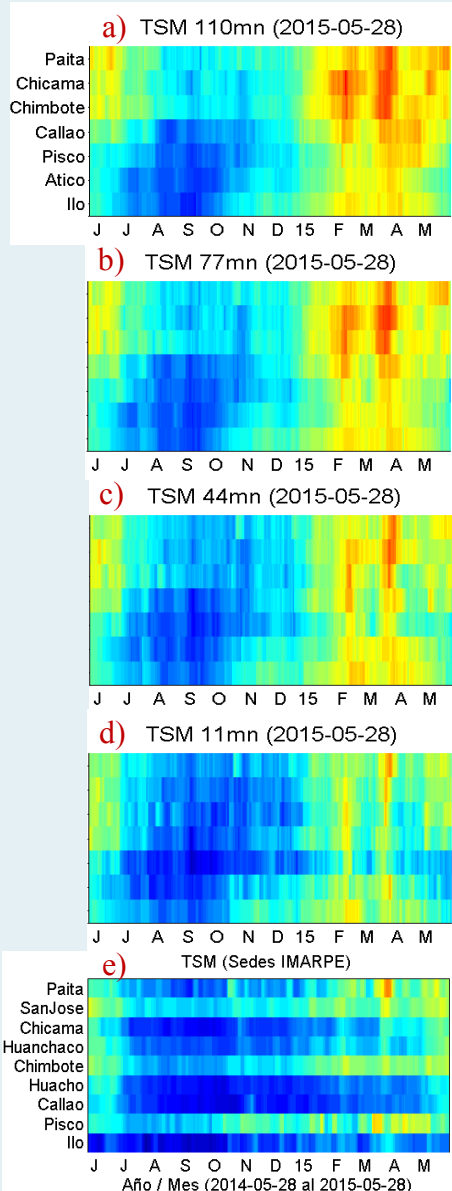 a) TSM 110mn (2015-05-28)
Paita
Chicama
Chimbote
Callao
Pisco
Atico
Ilo
J J A S O N D 15 F M A M
b) TSM 77mn (2015-05-28)
J J A S O N D 15 F M A M
c) TSM 44mn (2015-05-28)
J J A S O N D 15 F M A M
d) TSM 11mn (2015-05-28)
J J A S O N D 15 F M A M
e) TSM (Sedes IMARPE)
Paita
SanJose
Chicama
Huanchaco
Chimbote
Huacho
Callao
Pisco
Ilo
J J A S O N D 15 F M A M
Año / Mes (2014-05-28 al 2015-05-28)